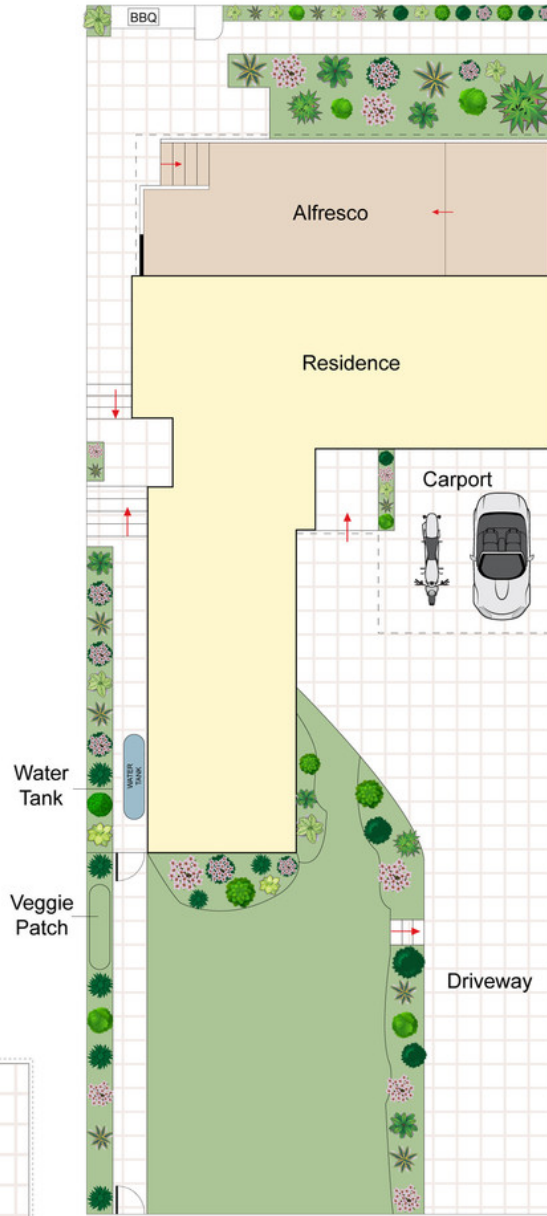 BBQ
Alfresco
Residence
Carport
WATER
TANK
Water
Tank
Veggie
Patch
Driveway